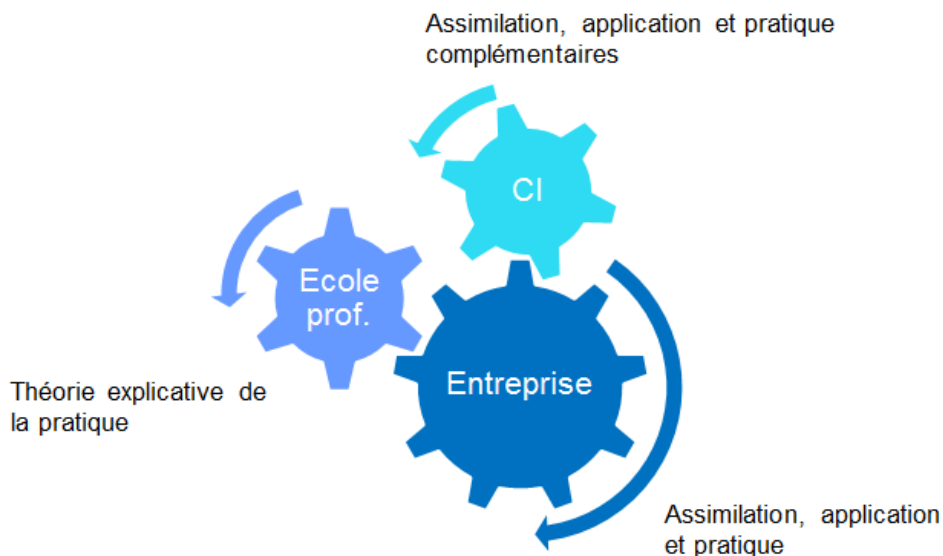 Assimilation, application et pratique
complémentaires
CI
Ecole
prof.
Entreprise
Théorie explicative de
la pratique
Assimilation, application
et pratique